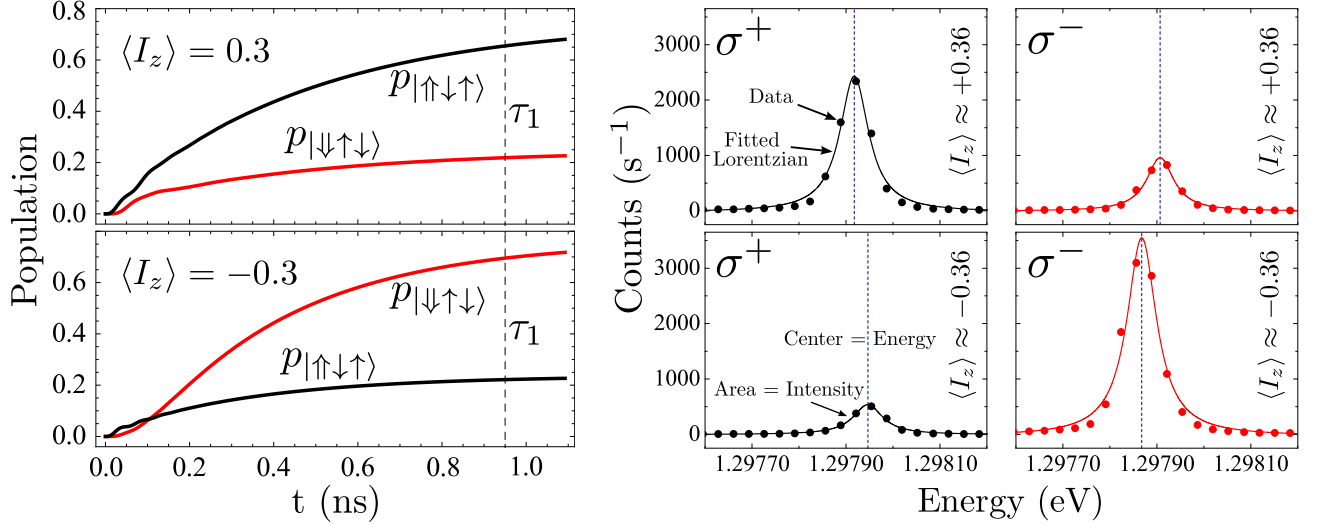 Population
0.8
0.6
0.4
0.2
0.0
⟨I_z⟩ = 0.3
p_|⇑↓↑⟩
p_|⇓↑↓⟩
τ₁
0.6
0.4
0.2
0.0
⟨I_z⟩ = −0.3
p_|⇓↑↓⟩
p_|⇑↓↑⟩
τ₁
0.0 0.2 0.4 0.6 0.8 1.0
t (ns)
Counts (s⁻¹)
3000
2000
1000
0
σ⁺
Data
Fitted
Lorentzian
⟨I_z⟩ ≈ +0.36
σ⁻
⟨I_z⟩ ≈ +0.36
3000
2000
1000
0
σ⁺
Center = Energy
Area = Intensity
⟨I_z⟩ ≈ −0.36
σ⁻
⟨I_z⟩ ≈ −0.36
1.29770 1.29790 1.29810
1.29770 1.29790 1.29810
Energy (eV)